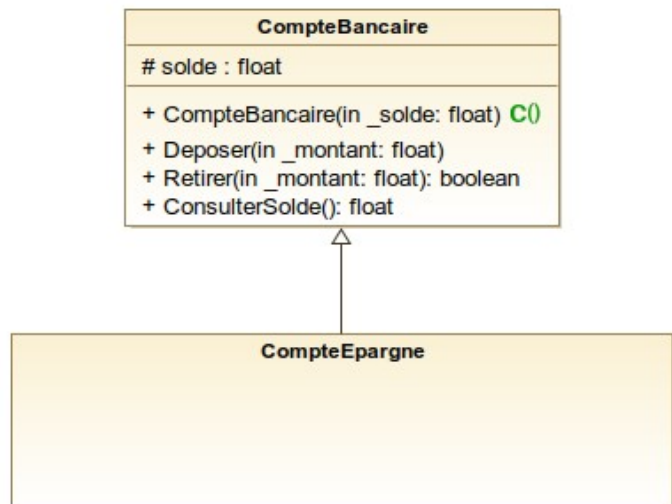 CompteBancaire
# solde : float
+ CompteBancaire(in _solde: float) C()
+ Deposer(in _montant: float)
+ Retirer(in _montant: float): boolean
+ ConsulterSolde(): float
CompteEpargne